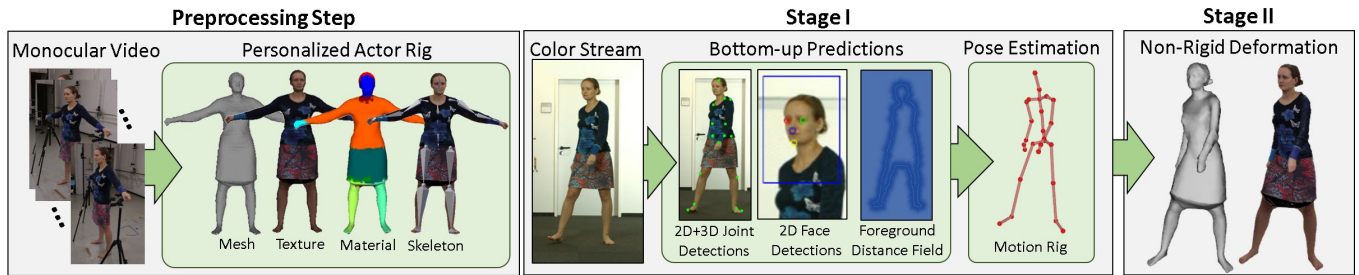 Preprocessing Step
Monocular Video
Personalized Actor Rig
Mesh
Texture
Material
Skeleton
Stage I
Color Stream
Bottom-up Predictions
2D+3D Joint
Detections
2D Face
Detections
Foreground
Distance Field
Pose Estimation
Motion Rig
Stage II
Non-Rigid Deformation